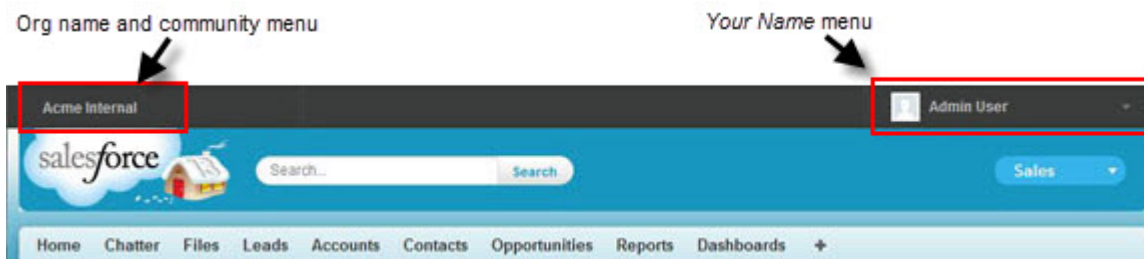 Org name and community menu
Your Name menu
Acme Internal
Admin User
salesforce
Search...
Search
Sales
Home Chatter Files Leads Accounts Contacts Opportunities Reports Dashboards +